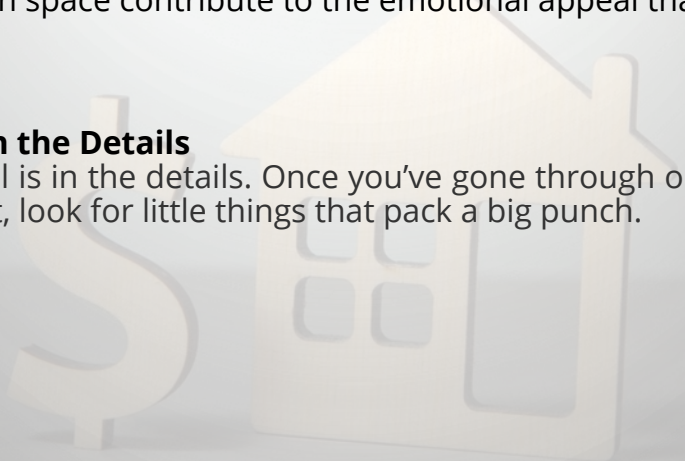 n space contribute to the emotional appeal tha
n the Details
l is in the details. Once you’ve gone through o
t, look for little things that pack a big punch.